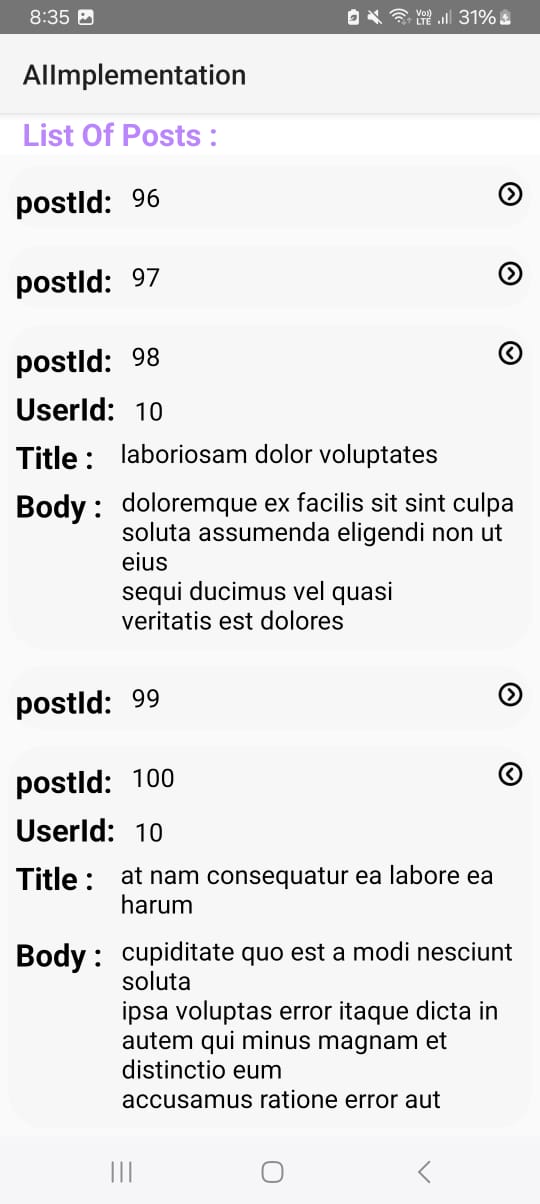 8:35 Vo)) LTE 31%
AIImplementation
List Of Posts :
postId: 96
postId: 97
postId: 98
UserId: 10
Title : laboriosam dolor voluptates
Body : doloremque ex facilis sit sint culpa
soluta assumenda eligendi non ut
eius
sequi ducimus vel quasi
veritatis est dolores
postId: 99
postId: 100
UserId: 10
Title : at nam consequatur ea labore ea
harum
Body : cupiditate quo est a modi nesciunt
soluta
ipsa voluptas error itaque dicta in
autem qui minus magnam et
distinctio eum
accusamus ratione error aut